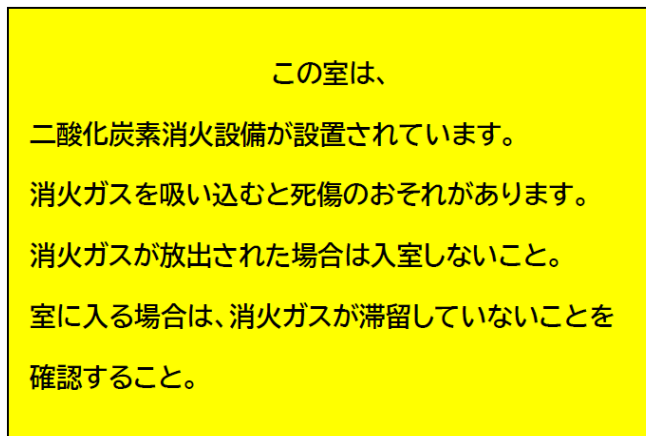 この室は、
二酸化炭素消火設備が設置されています。
消火ガスを吸い込むと死傷のおそれがあります。
消火ガスが放出された場合は入室しないこと。
室に入る場合は、消火ガスが滞留していないことを
確認すること。